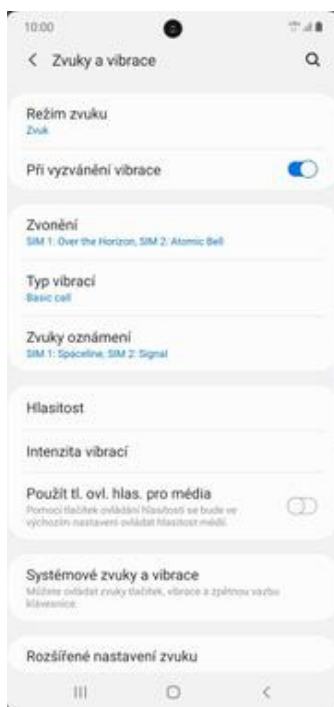 10:00
Zvuky a vibrace
Režim zvuku
Zvuk
Při vyzvánění vibrace
Zvonění
SIM 1: Over the Horizon, SIM 2: Atomic Bell
Typ vibrací
Basic call
Zvuky oznámení
SIM 1: Spaceline, SIM 2: Signal
Hlasitost
Intenzita vibrací
Použít tl. ovl. hlas. pro média
Pomocí tlačítek ovládání hlasitosti se bude ve
výchozím nastavení ovládat hlasitost médií.
Systémové zvuky a vibrace
Můžete ovládat zvuky tlačítek, vibrace a zpětnou vazbu
klávesnice.
Rozšířené nastavení zvuku